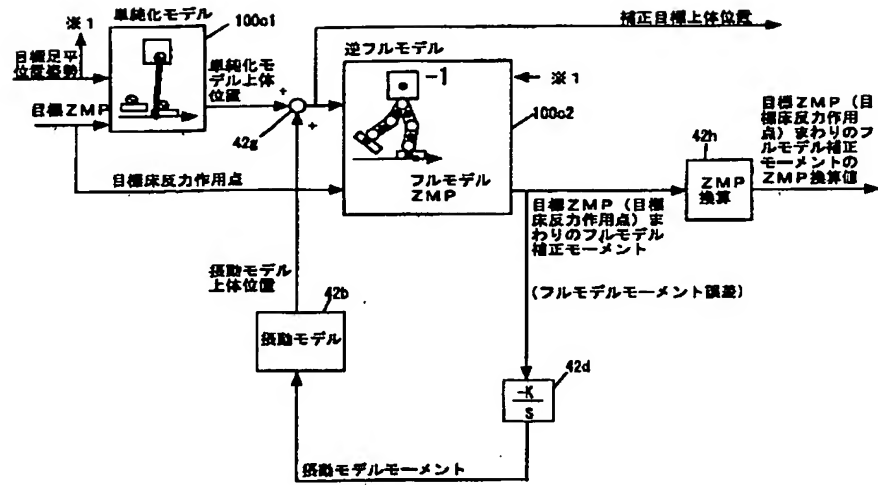 単純化モデル
100c1
※1
目標足平
位置姿勢
目標ZMP
単純化モ
デル上体
位置
+
+
42g
補正目標上体位置
逆フルモデル
-1
※1
100c2
フルモデル
ZMP
目標床反力作用点
42h
ZMP
換算
目標ZMP(目
標床反力作用
点)まわりのフ
ルモデル補正
モーメントの
ZMP換算値
目標ZMP(目標
床反力作用点)ま
わりのフルモデル
補正モーメント
(フルモデルモーメント誤差)
摂動モデル
上体位置
42b
摂動モデル
42d
-K
S
摂動モデルモーメント